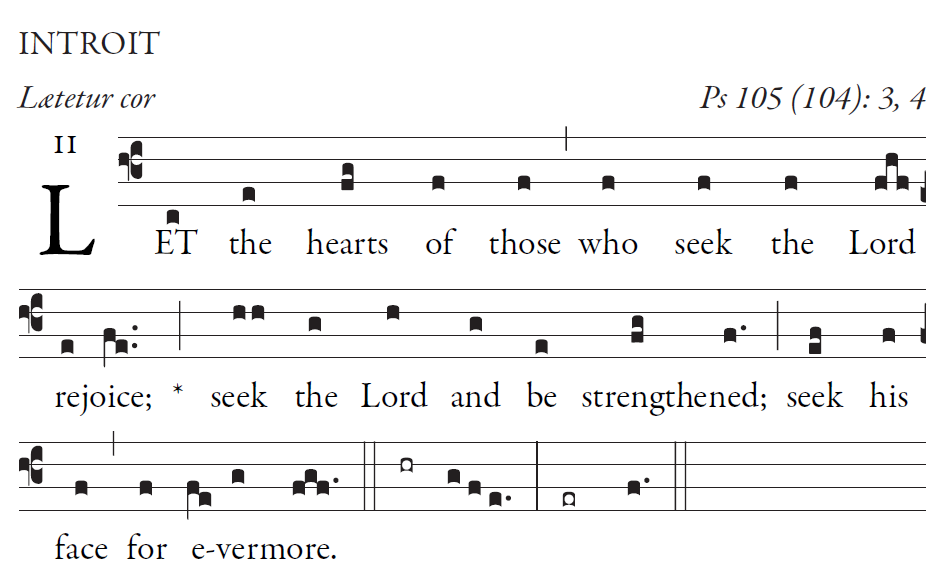 INTROIT
Lætetur cor Ps 105 (104): 3, 4
II
LET the hearts of those who seek the Lord
rejoice; * seek the Lord and be strengthened; seek his
face for e-vermore.